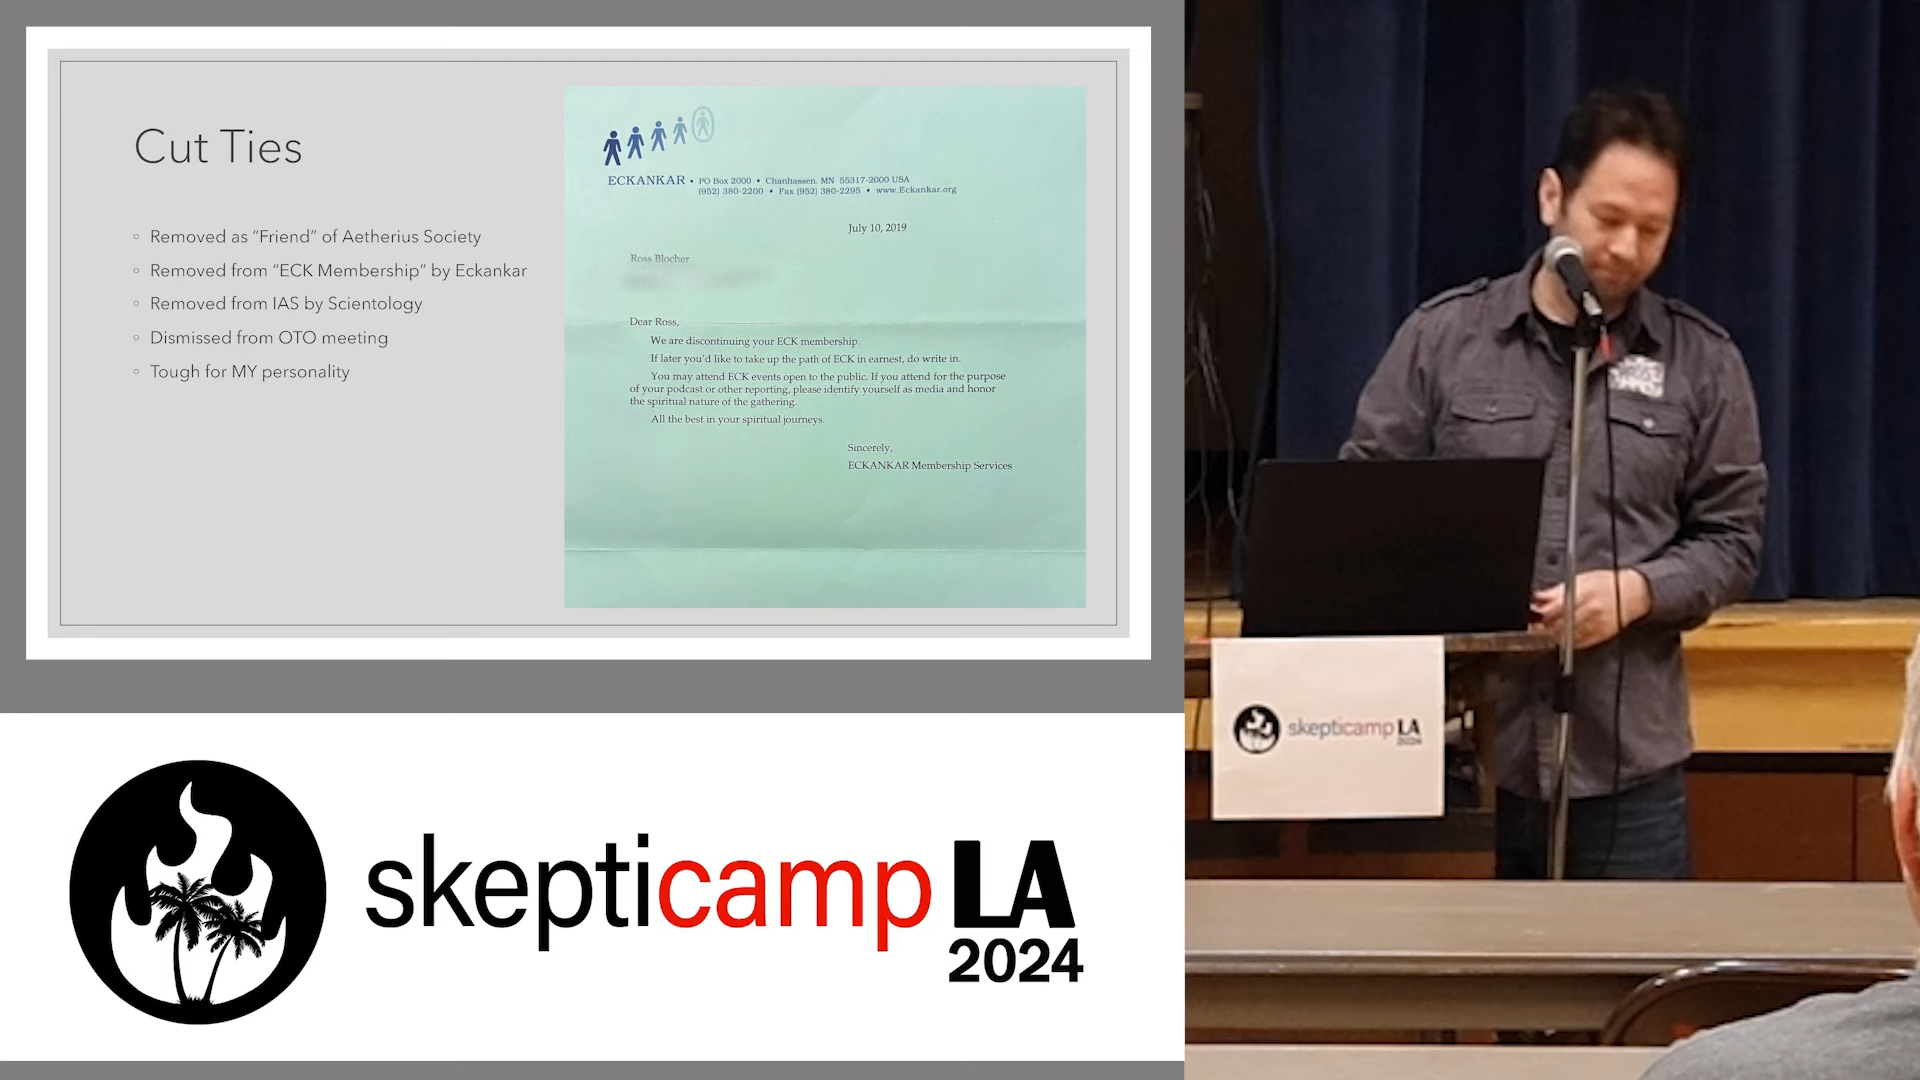 Cut Ties
Removed as “Friend” of Aetherius Society
Removed from “ECK Membership” by Eckankar
Removed from IAS by Scientology
Dismissed from OTO meeting
Tough for MY personality
ECKANKAR • PO Box 2000 • Chanhassen, MN 55317-2000 USA
(952) 380-2200 • Fax (952) 380-2295 • www.Eckankar.org
July 10, 2019
Ross Blocher
Dear Ross,
We are discontinuing your ECK membership.
If later you’d like to take up the path of ECK in earnest, do write in.
You may attend ECK events open to the public. If you attend for the purpose
of your podcast or other reporting, please identify yourself as media and honor
the spiritual nature of the gathering.
All the best in your spiritual journeys.
Sincerely,
ECKANKAR Membership Services
skepticamp LA
2024
skepticamp LA
2024